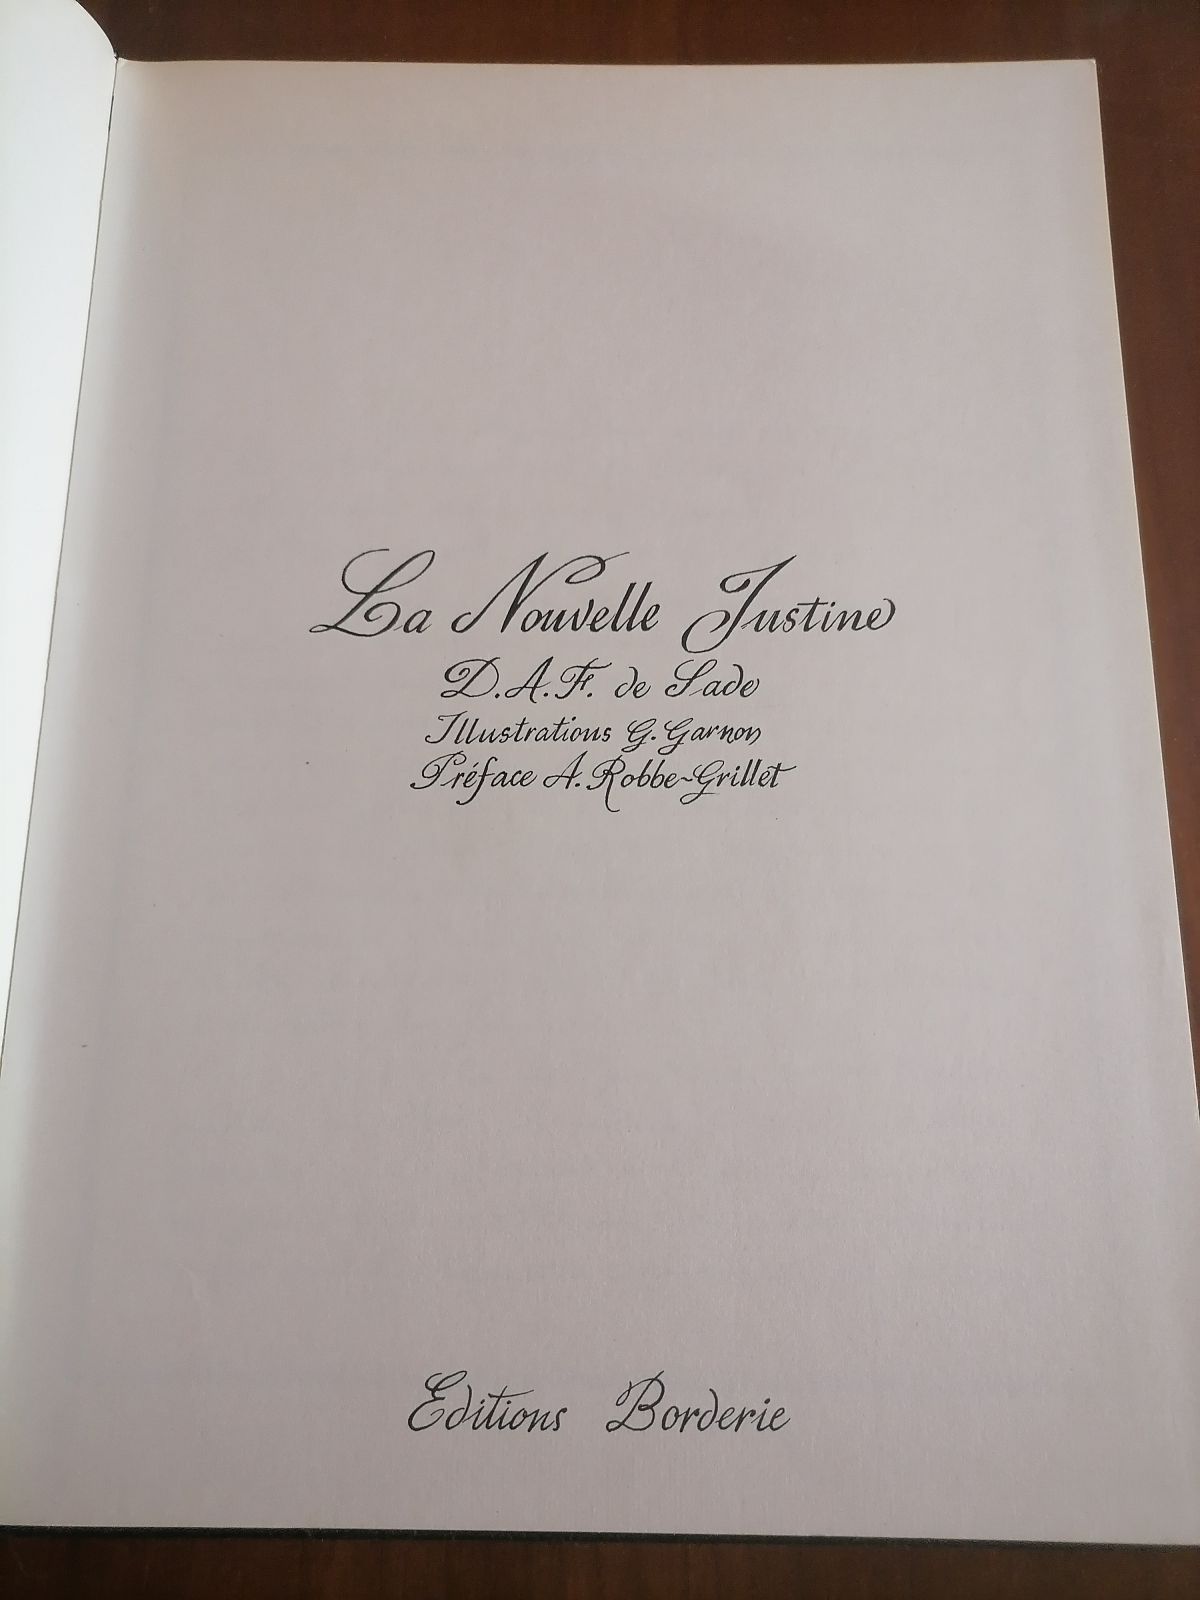 La Nouvelle Justine
D.A.F. de Sade
Illustrations G. Garnon
Préface A. Robbe-Grillet
Editions Borderie